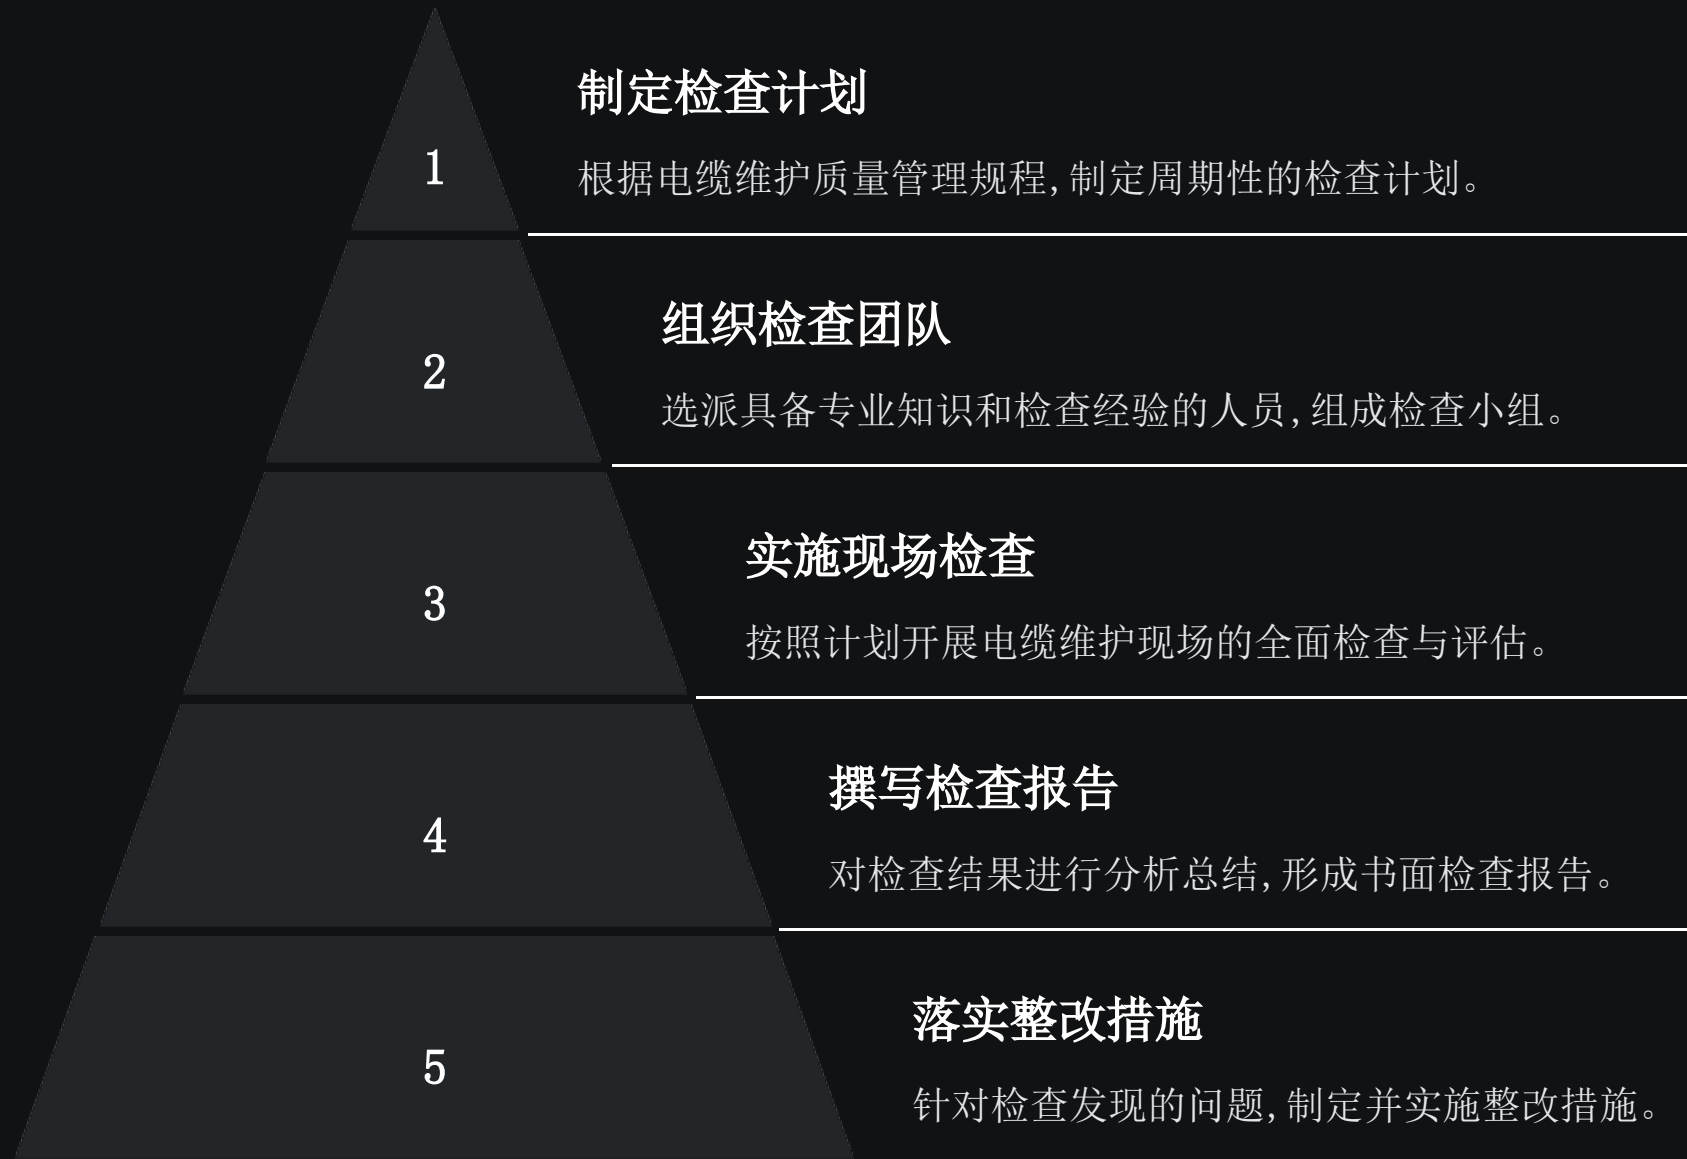 制定检查计划
1
根据电缆维护质量管理规程,制定周期性的检查计划。
组织检查团队
2
选派具备专业知识和检查经验的人员,组成检查小组。
实施现场检查
3
按照计划开展电缆维护现场的全面检查与评估。
撰写检查报告
4
对检查结果进行分析总结,形成书面检查报告。
落实整改措施
5
针对检查发现的问题,制定并实施整改措施。